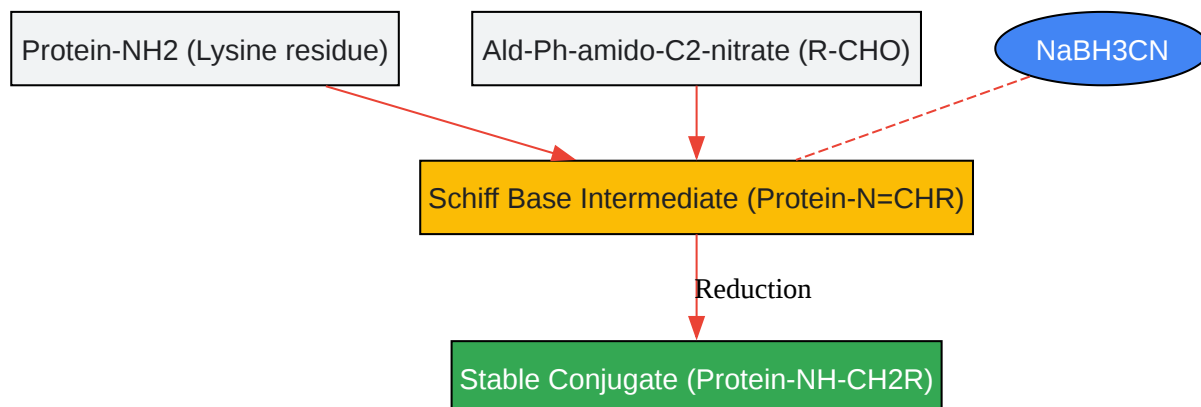 Protein-NH2 (Lysine residue)
Ald-Ph-amido-C2-nitrate (R-CHO)
NaBH3CN
Schiff Base Intermediate (Protein-N=CHR)
Reduction
Stable Conjugate (Protein-NH-CH2R)